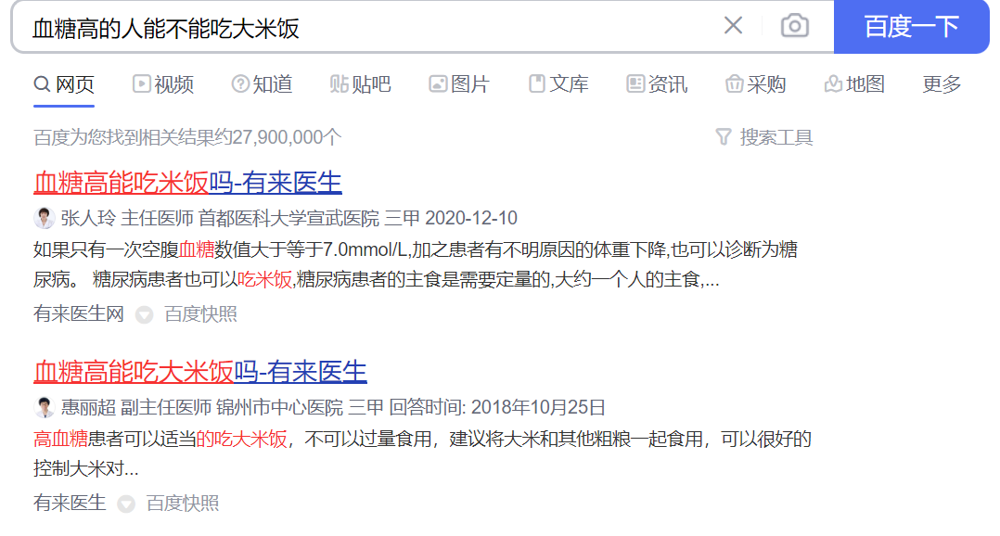 血糖高的人能不能吃大米饭
百度一下
网页 视频 知道 贴吧 图片 文库 资讯 采购 地图 更多
百度为您找到相关结果约27,900,000个 搜索工具
血糖高能吃米饭吗-有来医生
张人玲 主任医师 首都医科大学宣武医院 三甲 2020-12-10
如果只有一次空腹血糖数值大于等于7.0mmol/L,加之患者有不明原因的体重下降,也可以诊断为糖
尿病。 糖尿病患者也可以吃米饭,糖尿病患者的主食是需要定量的,大约一个人的主食,...
有来医生网 百度快照
血糖高能吃大米饭吗-有来医生
惠丽超 副主任医师 锦州市中心医院 三甲 回答时间: 2018年10月25日
高血糖患者可以适当的吃大米饭，不可以过量食用，建议将大米和其他粗粮一起食用，可以很好的
控制大米对...
有来医生 百度快照